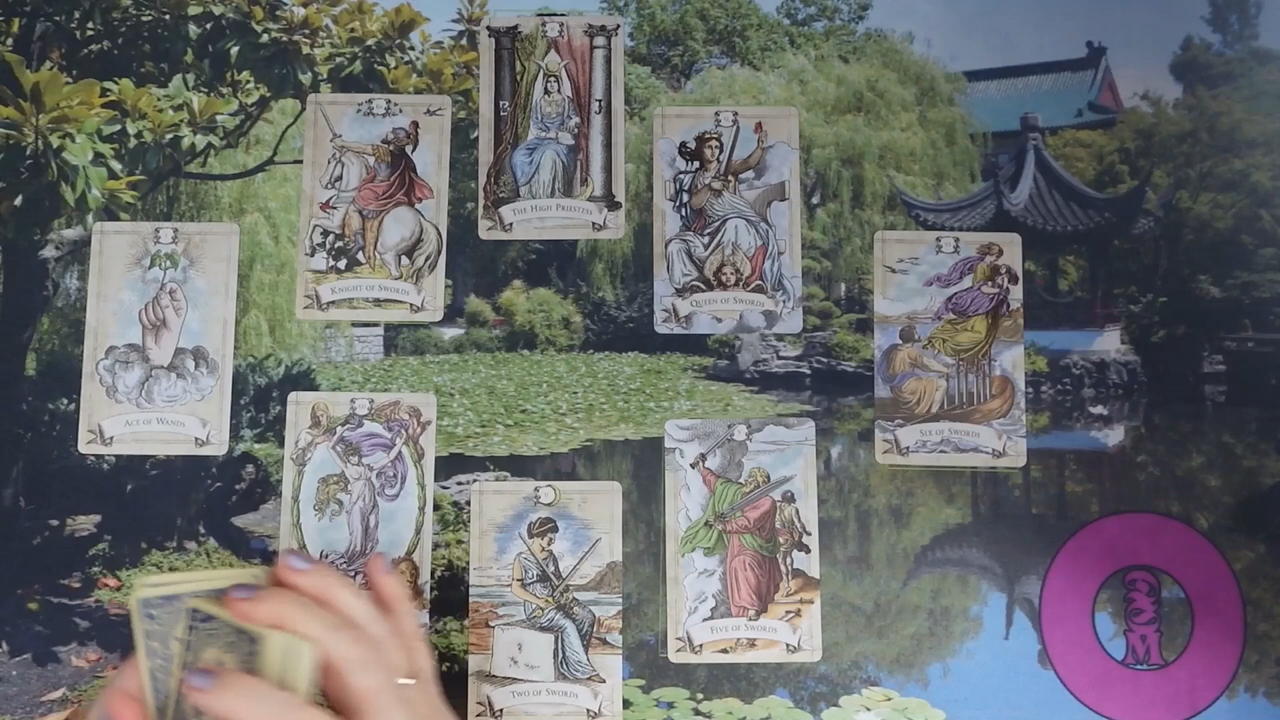 THE HIGH PRIESTESS
B J
KNIGHT OF SWORDS
QUEEN OF SWORDS
ACE OF WANDS
SIX OF SWORDS
FIVE OF SWORDS
TWO OF SWORDS